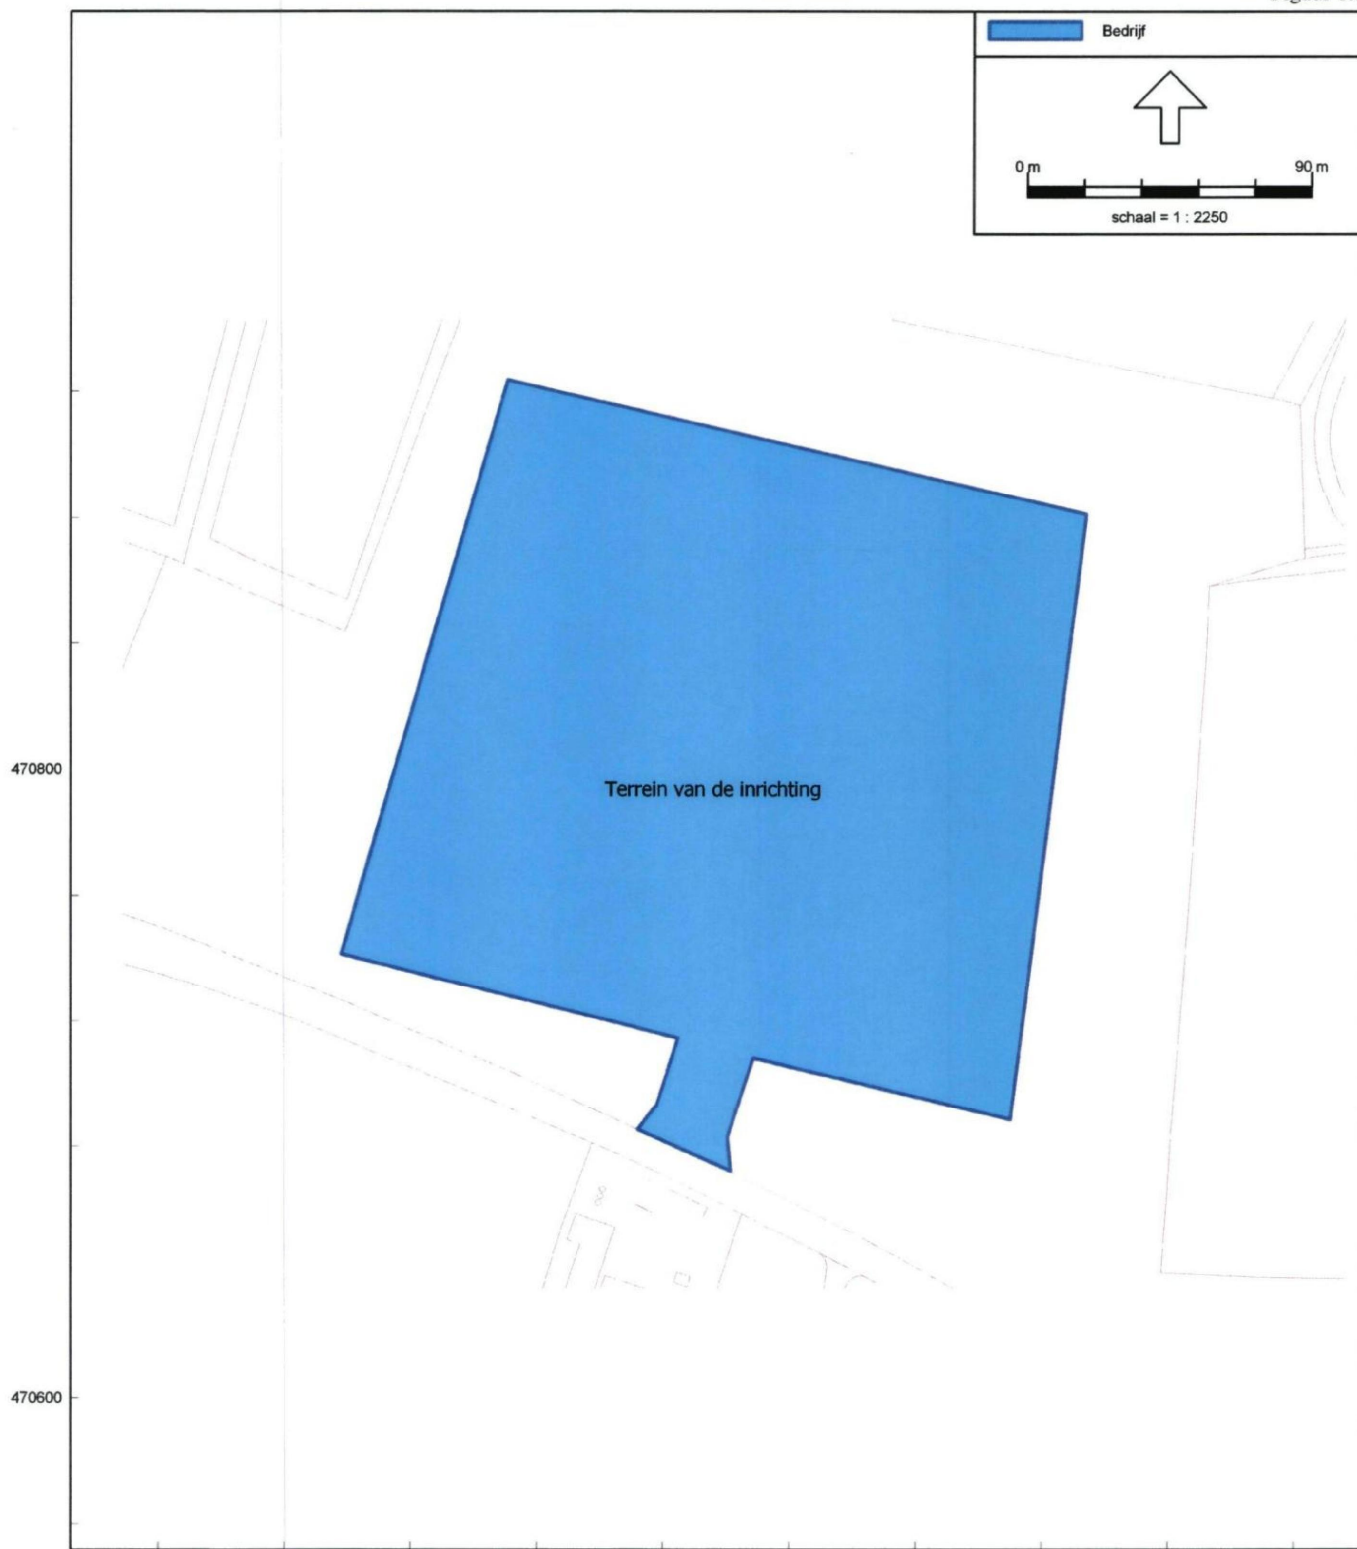 Bedrijf
0 m 90 m
schaal = 1 : 2250
470800
Terrein van de inrichting
470600